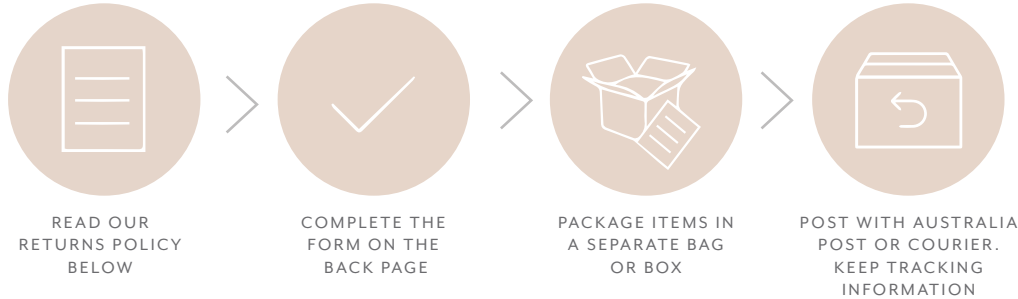 READ OUR
RETURNS POLICY
BELOW
COMPLETE THE
FORM ON THE
BACK PAGE
PACKAGE ITEMS IN
A SEPARATE BAG
OR BOX
POST WITH AUSTRALIA
POST OR COURIER.
KEEP TRACKING
INFORMATION